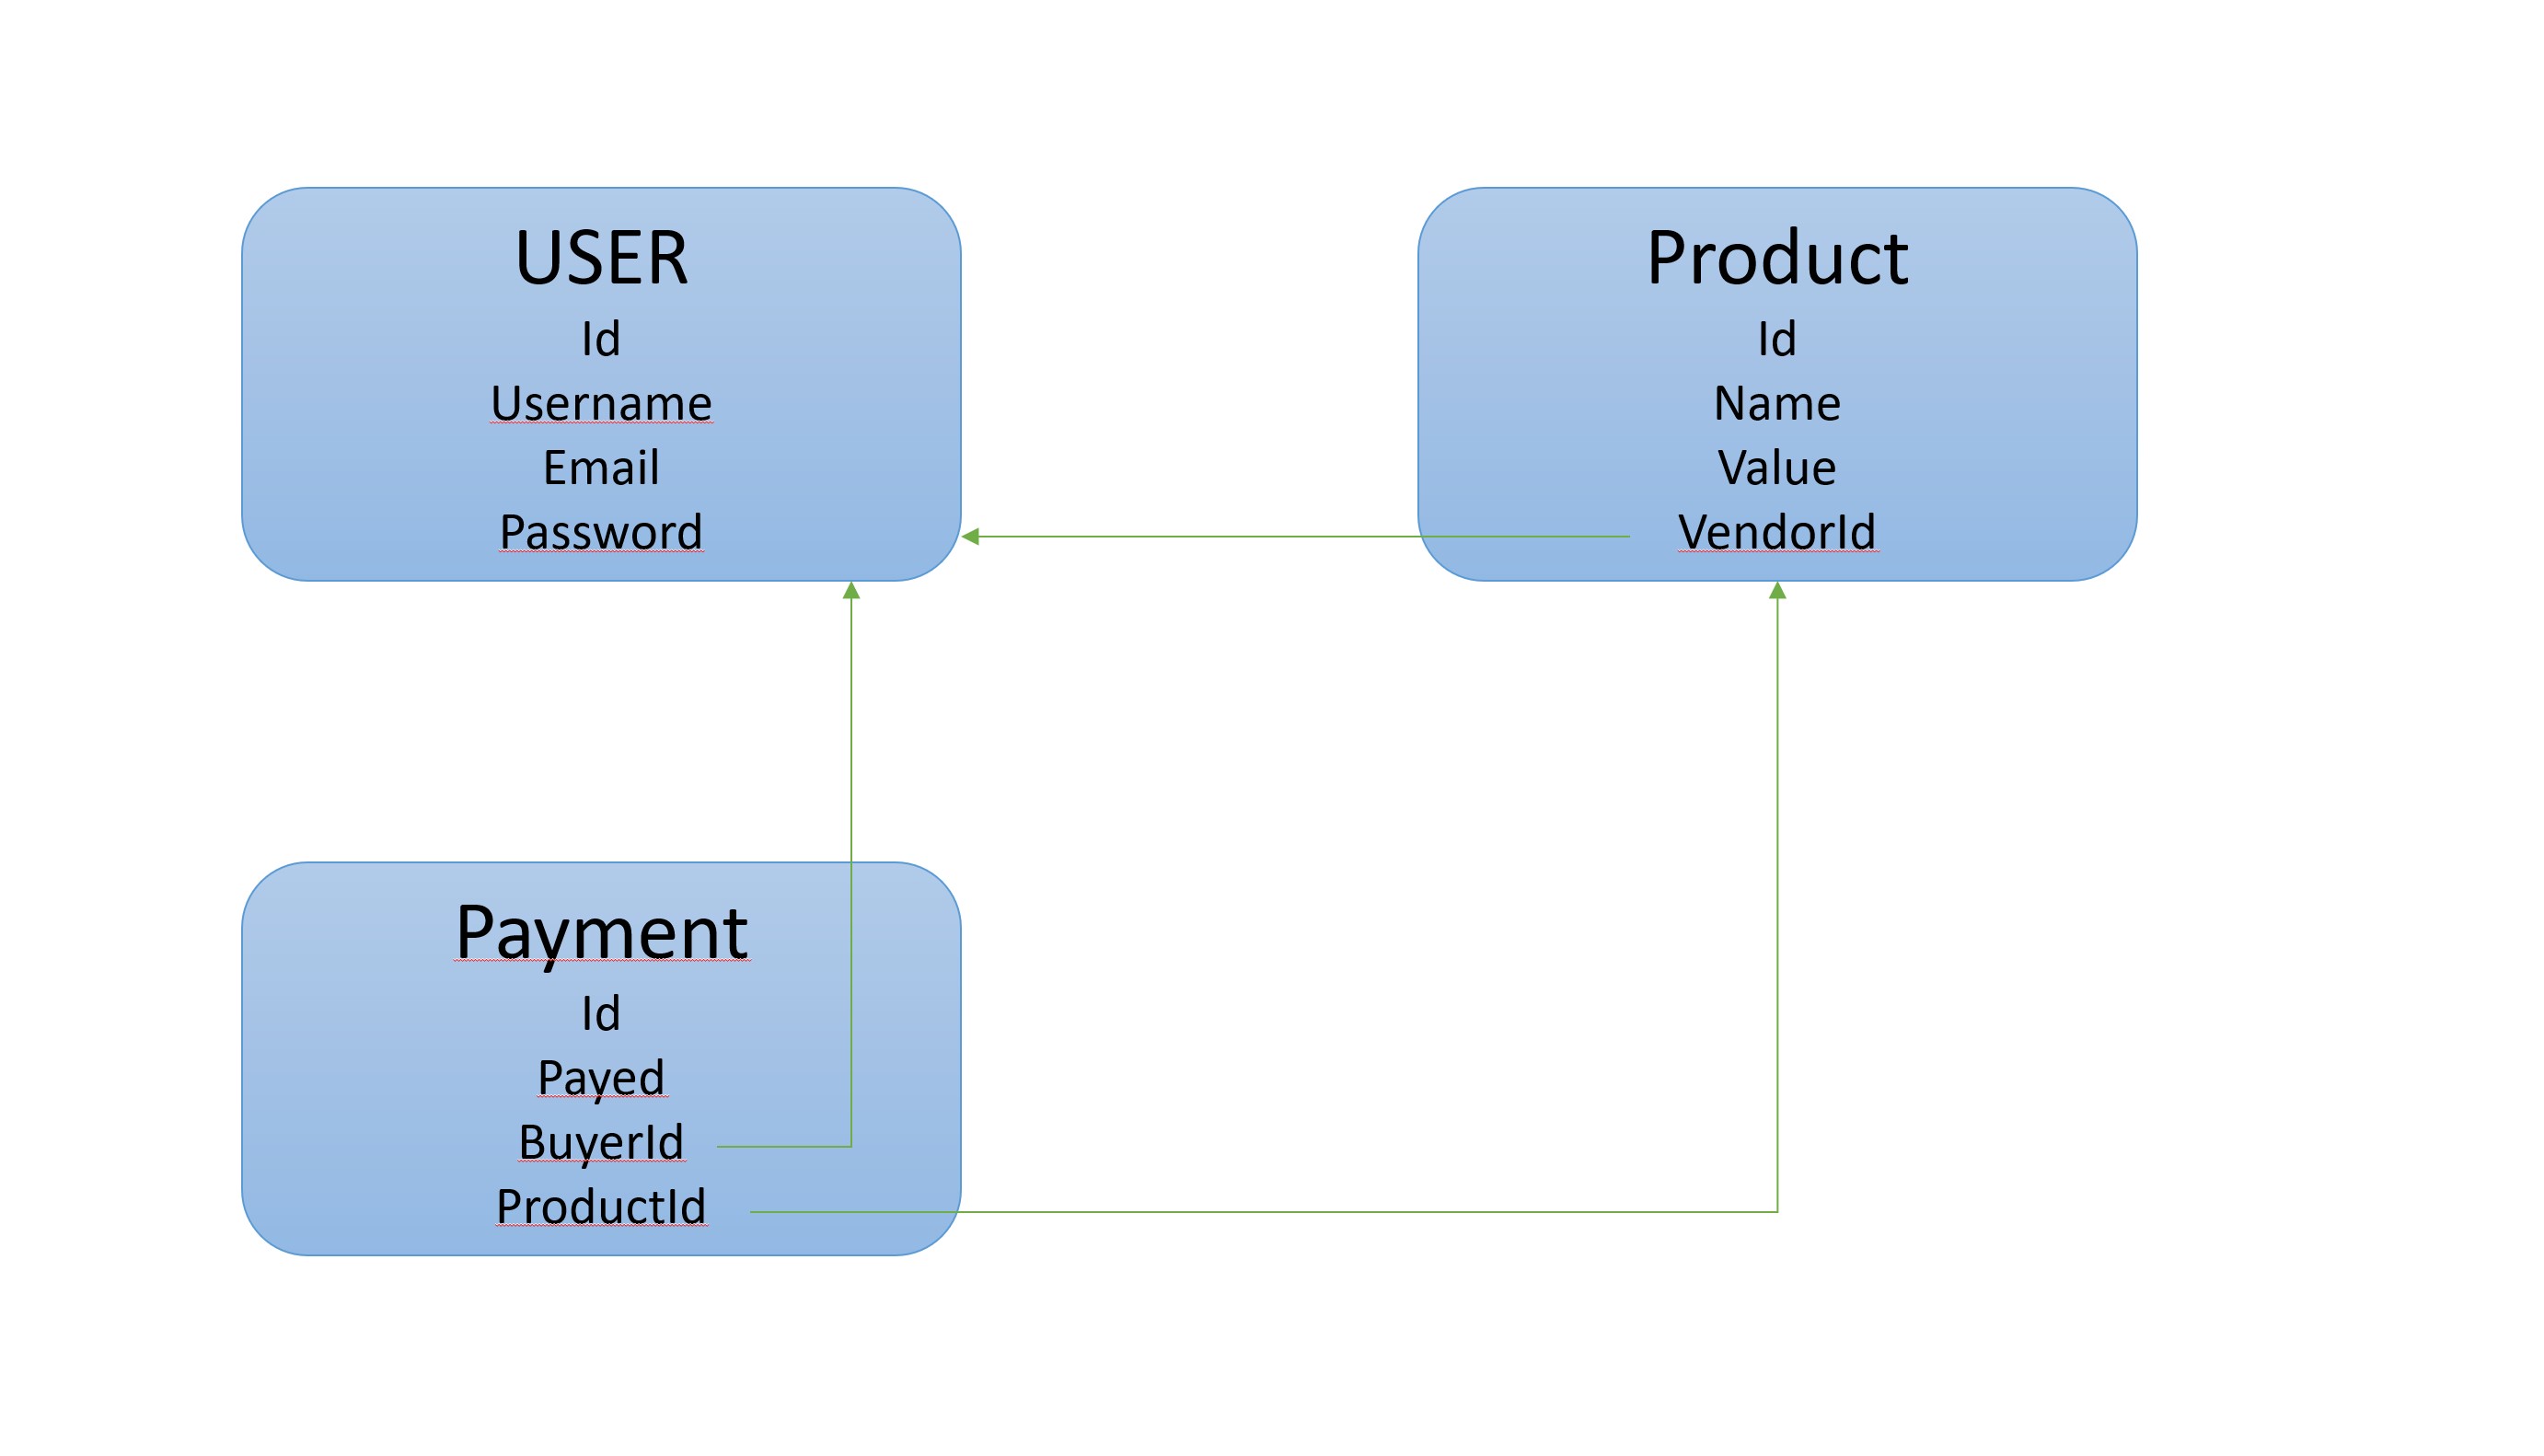 USER
Id
Username
Email
Password
Product
Id
Name
Value
VendorId
Payment
Id
Payed
BuyerId
ProductId